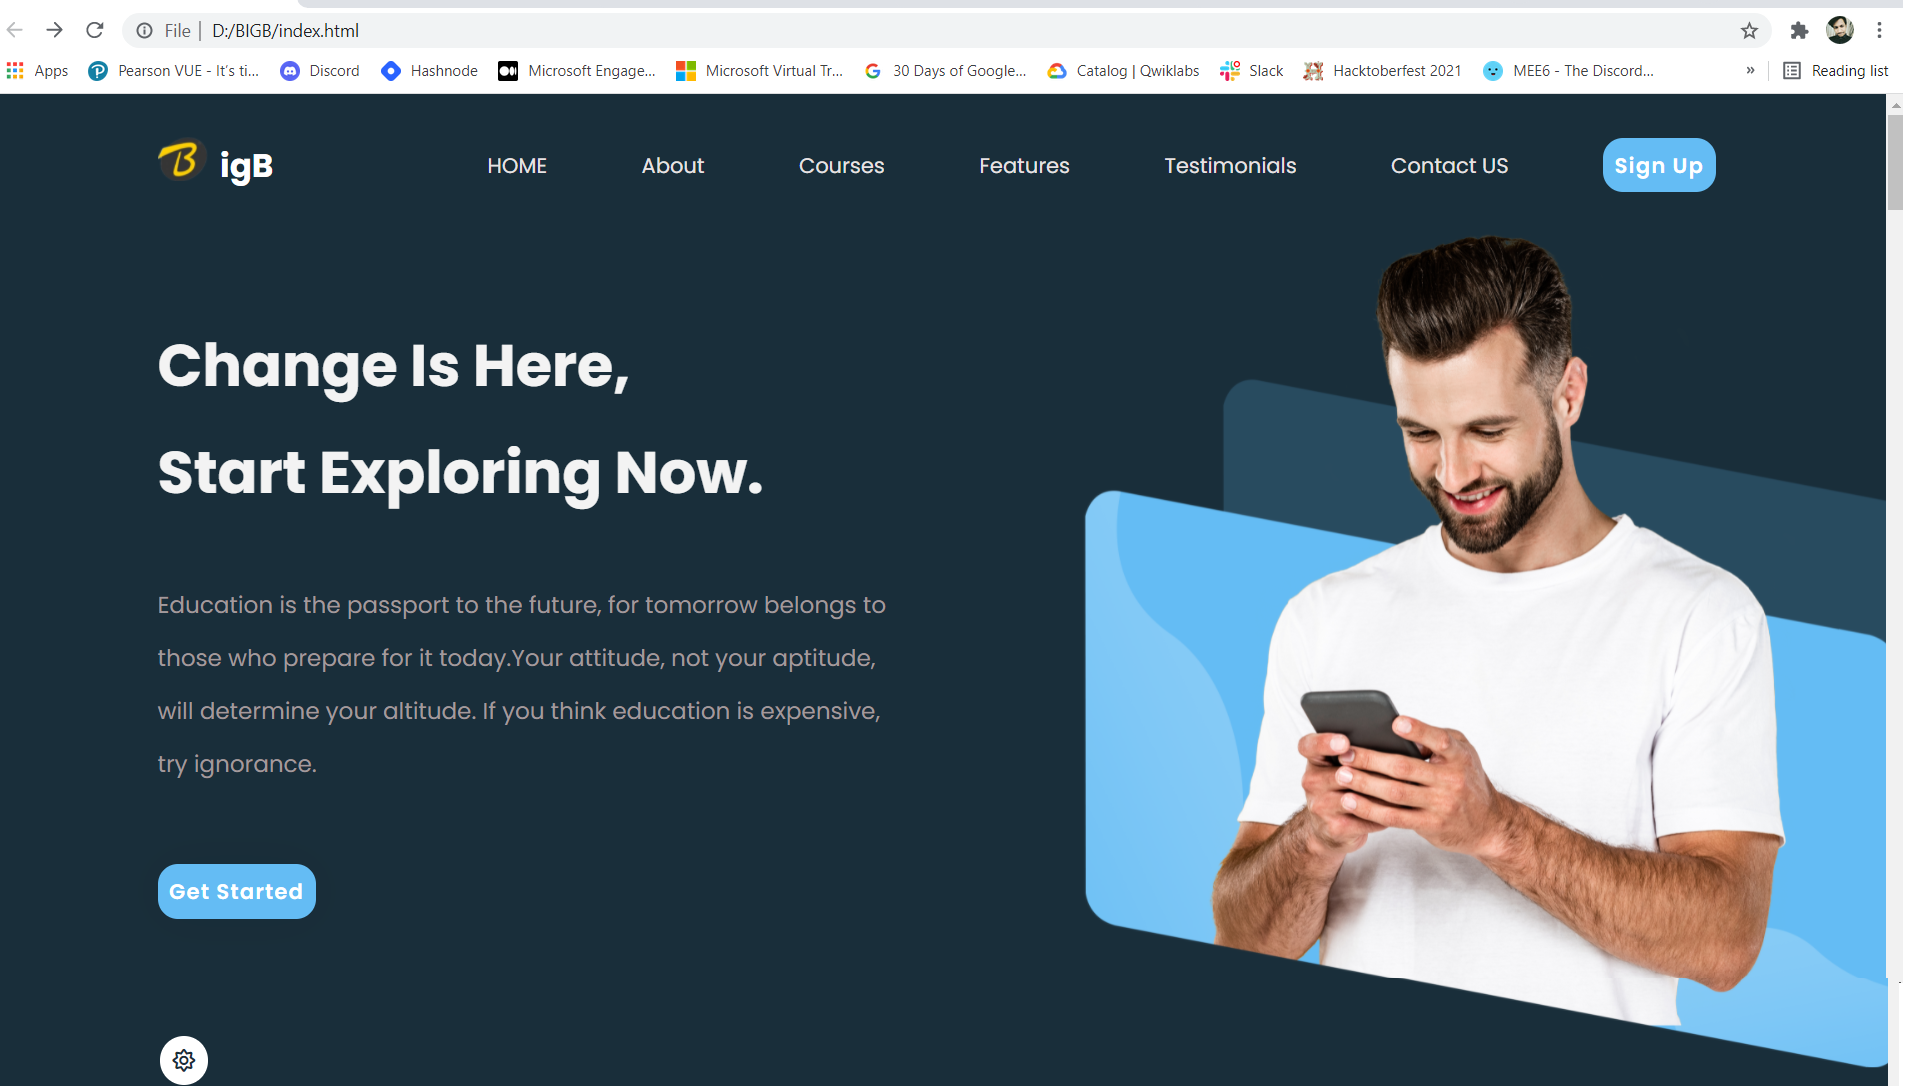 File | D:/BIGB/index.html
Apps Pearson VUE - It's ti... Discord Hashnode Microsoft Engage... Microsoft Virtual Tr... 30 Days of Google... Catalog | Qwiklabs Slack Hacktoberfest 2021 MEE6 - The Discord... » Reading list
B igB HOME About Courses Features Testimonials Contact US Sign Up
Change Is Here,
Start Exploring Now.
Education is the passport to the future, for tomorrow belongs to
those who prepare for it today.Your attitude, not your aptitude,
will determine your altitude. If you think education is expensive,
try ignorance.
Get Started